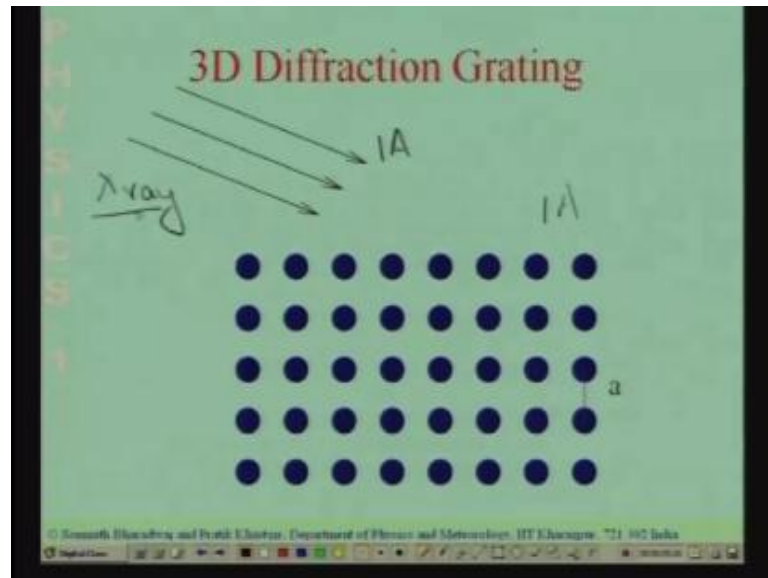 PHYSICS I
3D Diffraction Grating
1A
X ray
1A
a
© Somnath Bharadwaj and Pratik Khastgir, Department of Physics and Meteorology, IIT Kharagpur, 721 302 India